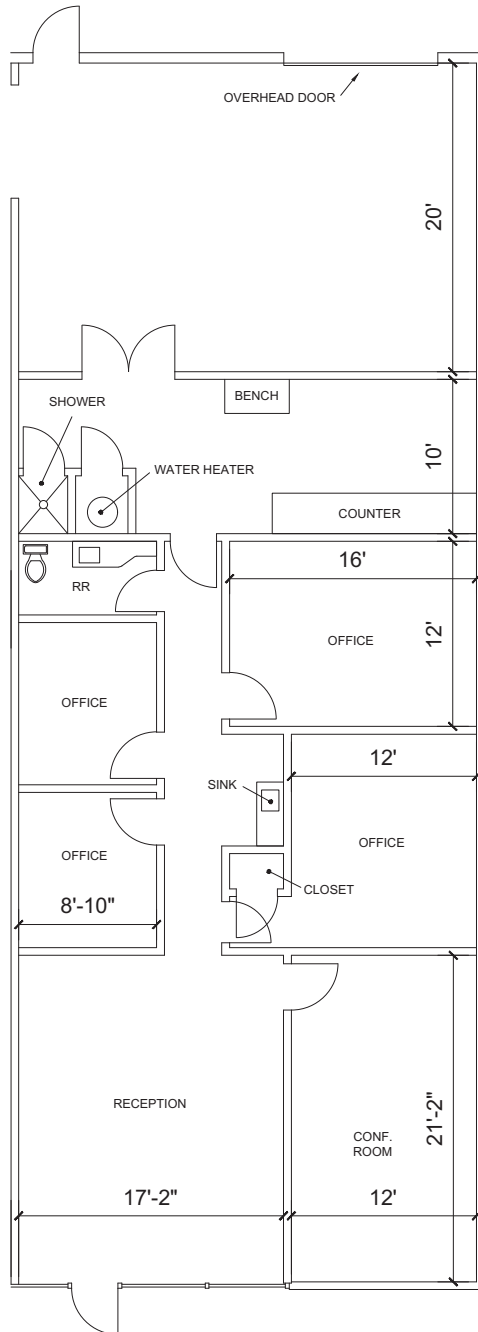 OVERHEAD DOOR
20'
BENCH
SHOWER
10'
WATER HEATER
COUNTER
16'
RR
OFFICE
12'
OFFICE
12'
SINK
OFFICE
OFFICE
CLOSET
8'-10"
RECEPTION
21'-2"
CONF.
ROOM
17'-2"
12'